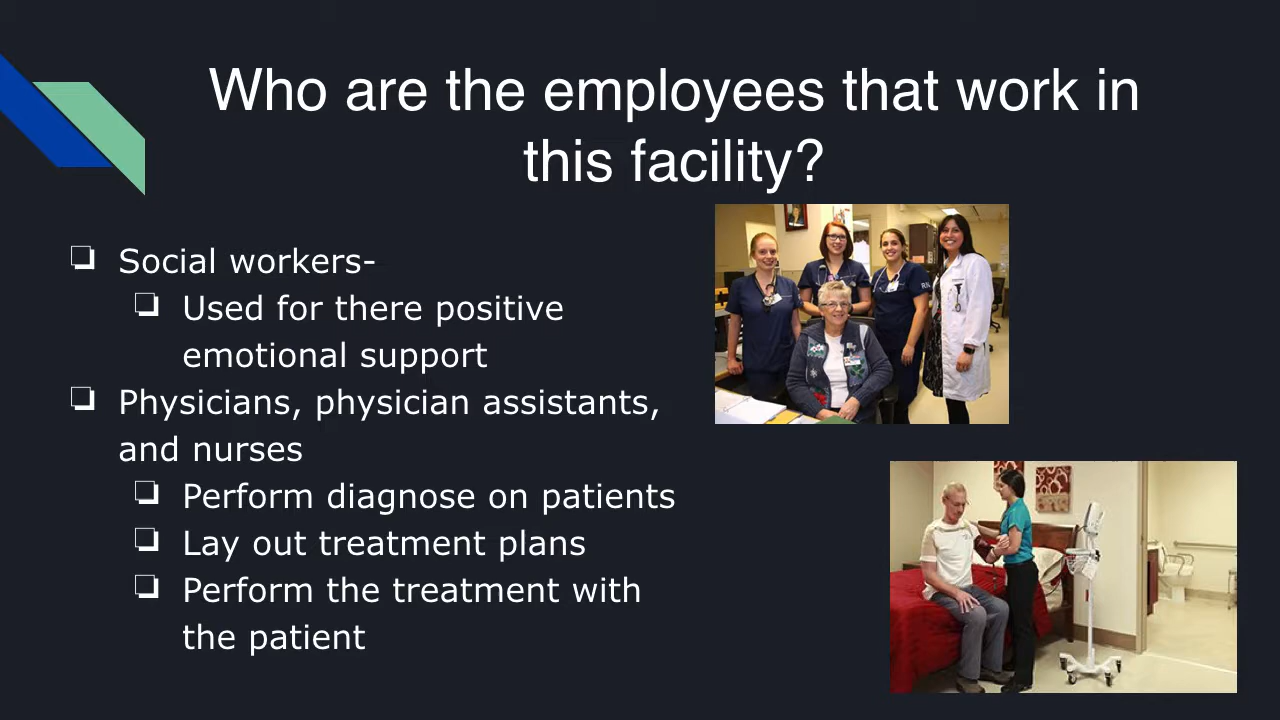 Who are the employees that work in
this facility?
Social workers-
Used for there positive
emotional support
Physicians, physician assistants,
and nurses
Perform diagnose on patients
Lay out treatment plans
Perform the treatment with
the patient
RN